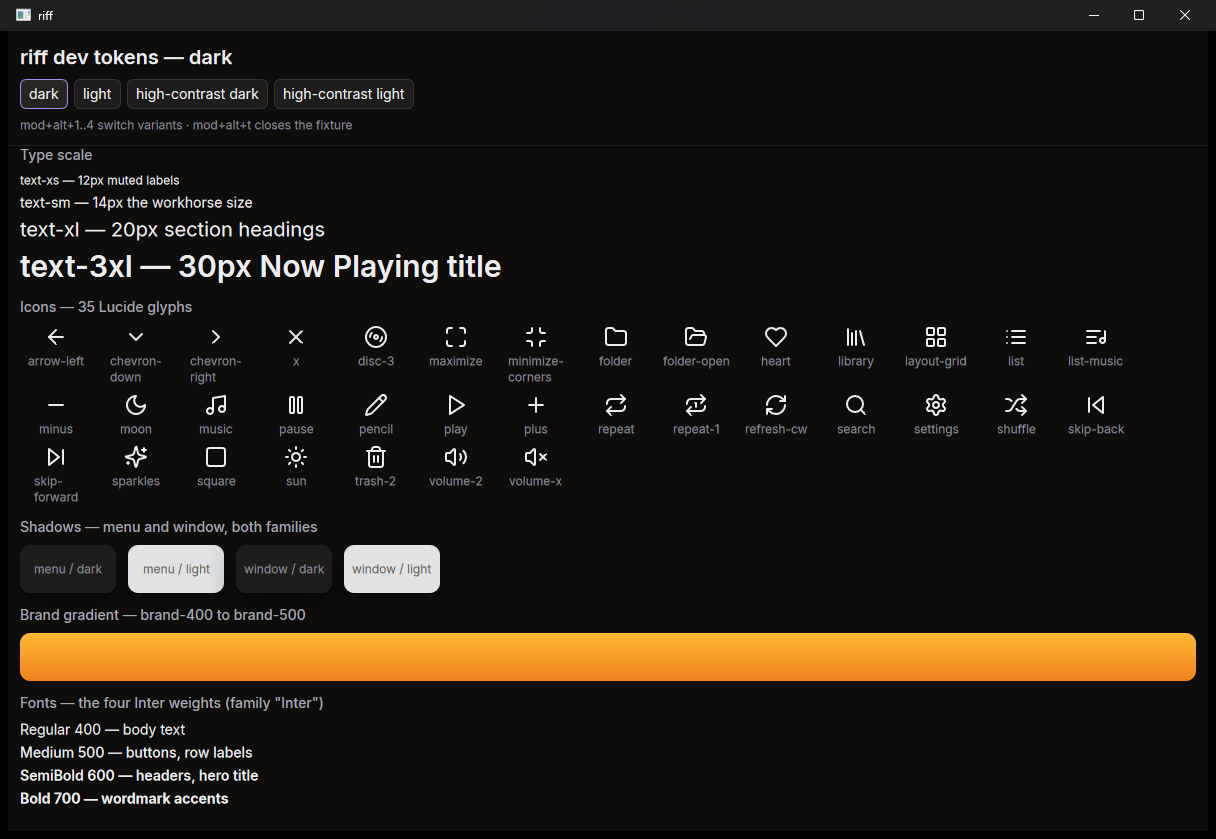 riff
riff dev tokens — dark
dark light high-contrast dark high-contrast light
mod+alt+1..4 switch variants · mod+alt+t closes the fixture
Type scale
text-xs — 12px muted labels
text-sm — 14px the workhorse size
text-xl — 20px section headings
text-3xl — 30px Now Playing title
Icons — 35 Lucide glyphs
arrow-left chevron-down chevron-right x disc-3 maximize minimize-corners folder folder-open heart library layout-grid list list-music
minus moon music pause pencil play plus repeat repeat-1 refresh-cw search settings shuffle skip-back
skip-forward sparkles square sun trash-2 volume-2 volume-x
Shadows — menu and window, both families
menu / dark menu / light window / dark window / light
Brand gradient — brand-400 to brand-500
Fonts — the four Inter weights (family "Inter")
Regular 400 — body text
Medium 500 — buttons, row labels
SemiBold 600 — headers, hero title
Bold 700 — wordmark accents